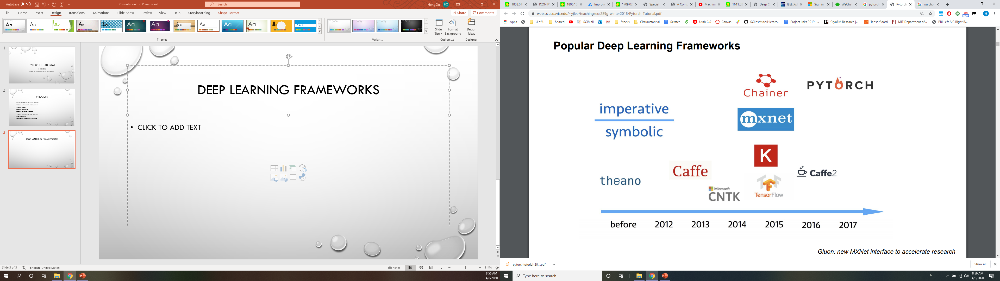 AutoSave Off
Presentation1 - PowerPoint
Search
Hong Xu HX
File Home Insert Design Transitions Animations Slide Show Review View Help Storyboarding Shape Format
Share Comments
Aa Aa Aa Aa Aa Aa Aa Aa Aa Aa Aa Aa Aa
Slide Size
Format Background
Design Ideas
Themes Variants Customize Designer
1
PYTORCH TUTORIAL
BY HONG XU
2
STRUCTURE
3
DEEP LEARNING FRAMEWORKS
DEEP LEARNING FRAMEWORKS
• CLICK TO ADD TEXT
Slide 3 of 3 English (United States) Notes 114%
8:56 AM
4/8/2020
1803.01 ICONIP 1806.10 Improve 1709.02 Special A Comp Machin 1611.02 Deep C IEEE Xp Sign in WeChat pytorch Pytorch wu cho
web.cs.ucdavis.edu/~yjlee/teaching/ecs289g-winter2018/Pytorch_Tutorial.pdf
NEW H
Apps U of U Shared SCIMail Stocks Circumstantial Scratch Utah CIS Canvas SCIInstitute/Hierarc... Project links 2019 -... CryoEM Research |... TensorBoard MIT Department of... PRI Left AIC Right B...
Popular Deep Learning Frameworks
Chainer
PYTORCH
imperative
symbolic
mxnet
K
Caffe
Caffe2
theano
Microsoft
CNTK
TensorFlow
before 2012 2013 2014 2015 2016 2017
Gluon: new MXNet interface to accelerate research
pytorchtutorial-20....pdf
Show all
Type here to search
EN
8:56 AM
4/8/2020